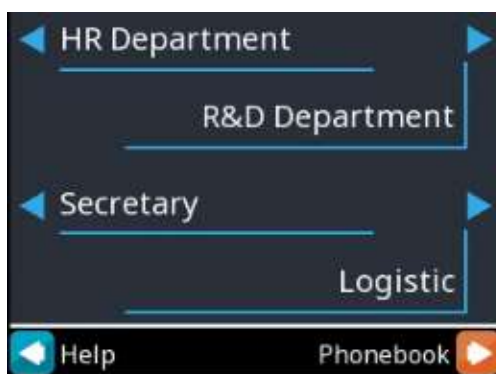 HR Department
R&D Department
Secretary
Logistic
Help Phonebook